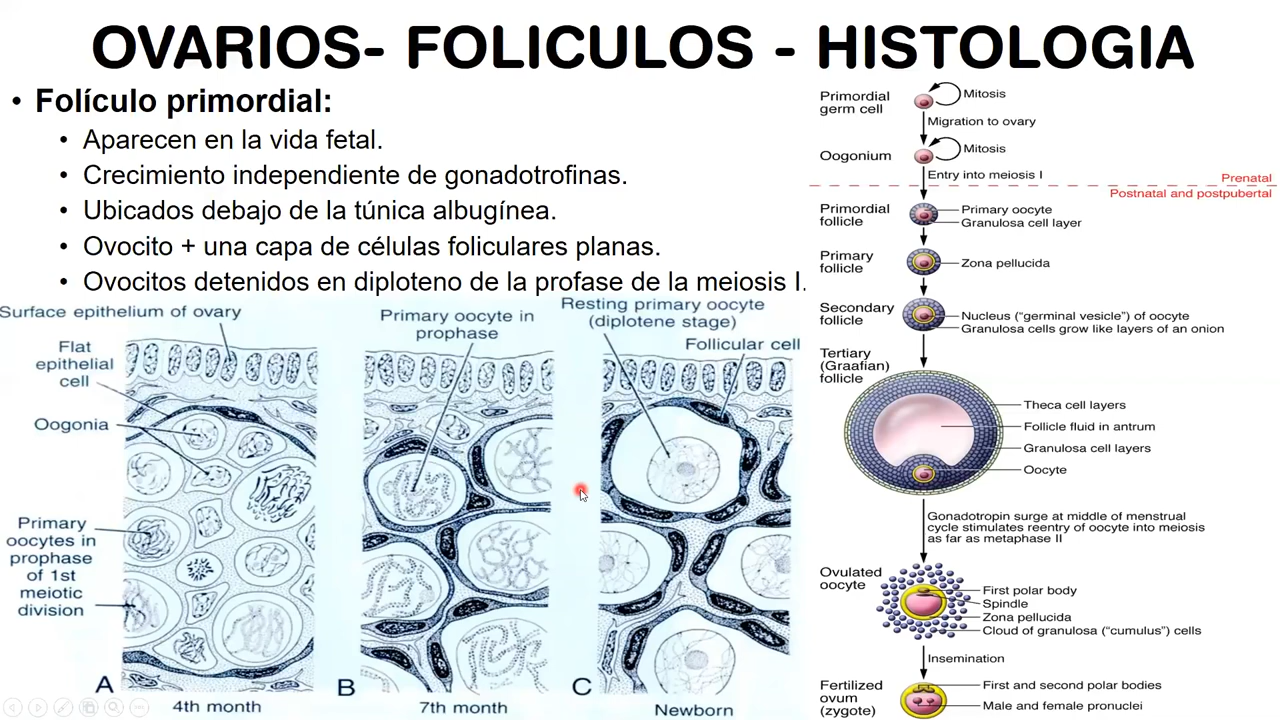 OVARIOS- FOLICULOS - HISTOLOGIA
• Folículo primordial:
• Aparecen en la vida fetal.
• Crecimiento independiente de gonadotrofinas.
• Ubicados debajo de la túnica albugínea.
• Ovocito + una capa de células foliculares planas.
• Ovocitos detenidos en diploteno de la profase de la meiosis I.
Surface epithelium of ovary
Flat
epithelial
cell
Oogonia
Primary
oocytes in
prophase
of 1st
meiotic
division
A
4th month
Primary oocyte in
prophase
B
7th month
Resting primary oocyte
(diplotene stage)
Follicular cell
C
Newborn
Primordial
germ cell
Mitosis
Migration to ovary
Oogonium
Mitosis
Entry into meiosis I
Prenatal
Postnatal and postpubertal
Primordial
follicle
Primary oocyte
Granulosa cell layer
Primary
follicle
Zona pellucida
Secondary
follicle
Nucleus (“germinal vesicle”) of oocyte
Granulosa cells grow like layers of an onion
Tertiary
(Graafian)
follicle
Theca cell layers
Follicle fluid in antrum
Granulosa cell layers
Oocyte
Gonadotropin surge at middle of menstrual
cycle stimulates reentry of oocyte into meiosis
as far as metaphase II
Ovulated
oocyte
First polar body
Spindle
Zona pellucida
Cloud of granulosa (“cumulus”) cells
Insemination
Fertilized
ovum
(zygote)
First and second polar bodies
Male and female pronuclei